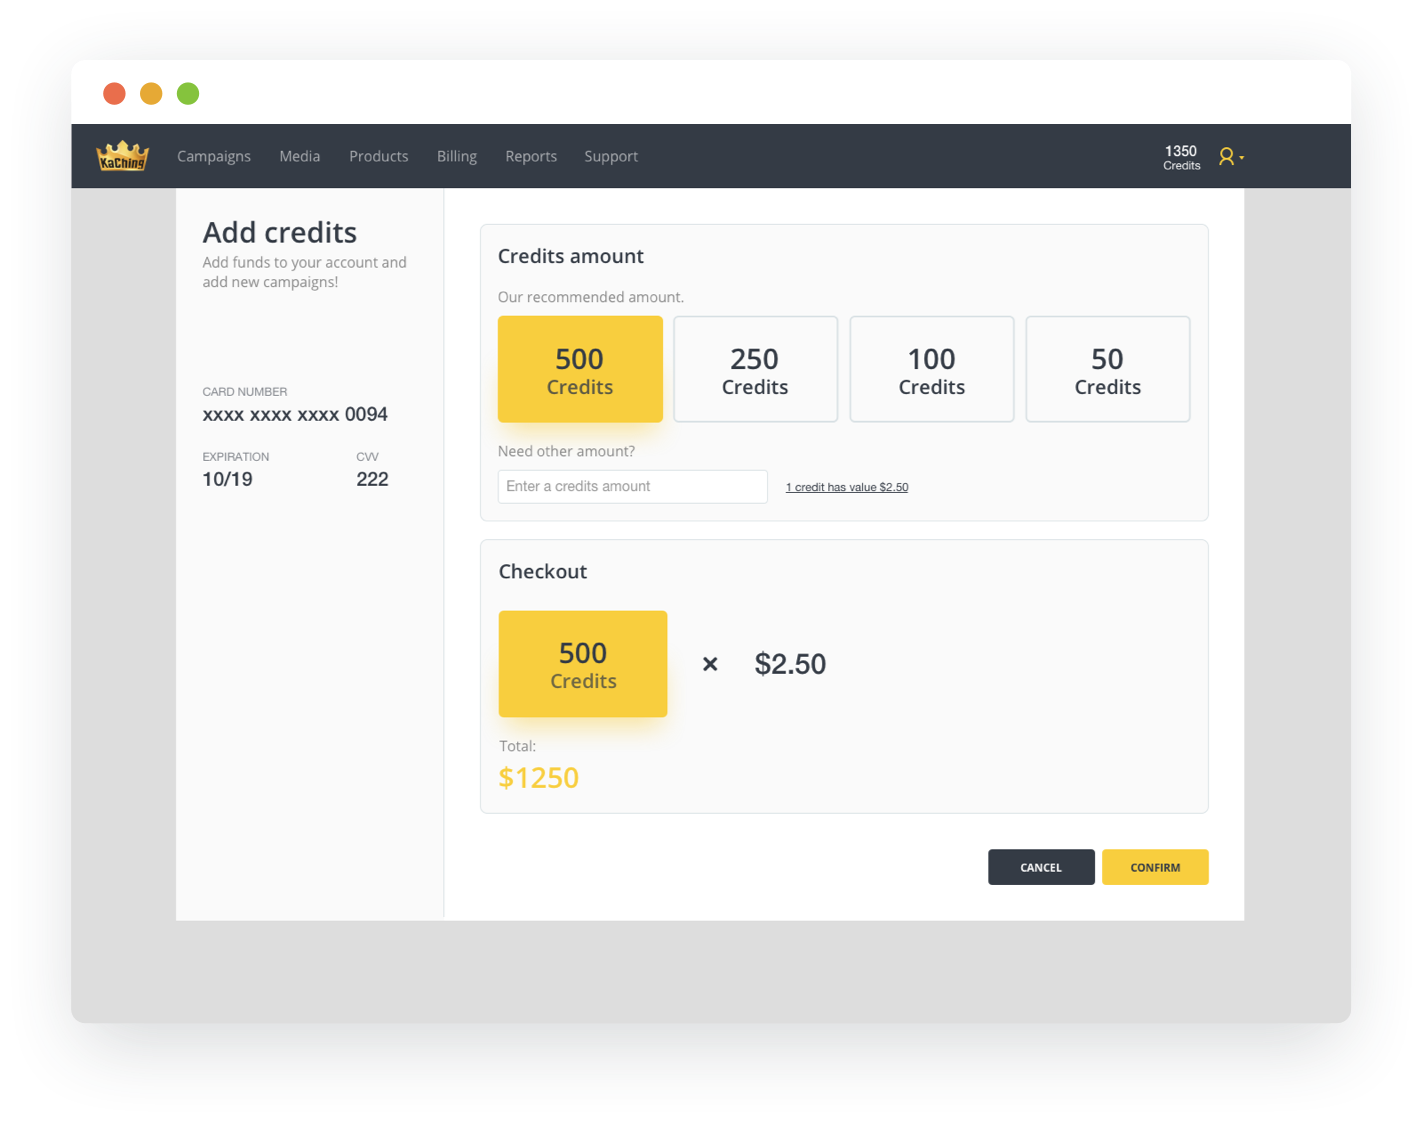 KaChing
Campaigns Media Products Billing Reports Support
1350
Credits
Add credits
Add funds to your account and
add new campaigns!
CARD NUMBER
xxxx xxxx xxxx 0094
EXPIRATION CVV
10/19 222
Credits amount
Our recommended amount.
500 250 100 50
Credits Credits Credits Credits
Need other amount?
Enter a credits amount 1 credit has value $2.50
Checkout
500
Credits
× $2.50
Total:
$1250
CANCEL CONFIRM